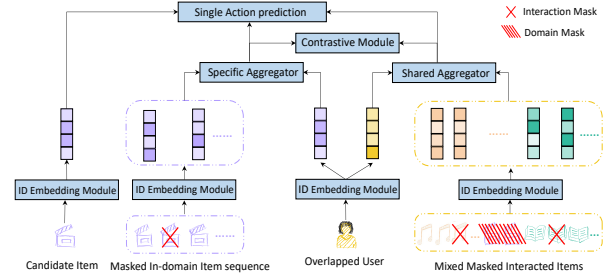 Single Action prediction
Interaction Mask
Domain Mask
Contrastive Module
Specific Aggregator
Shared Aggregator
ID Embedding Module
ID Embedding Module
ID Embedding Module
ID Embedding Module
Candidate Item
Masked In-domain Item sequence
Overlapped User
Mixed Masked Interacted Items